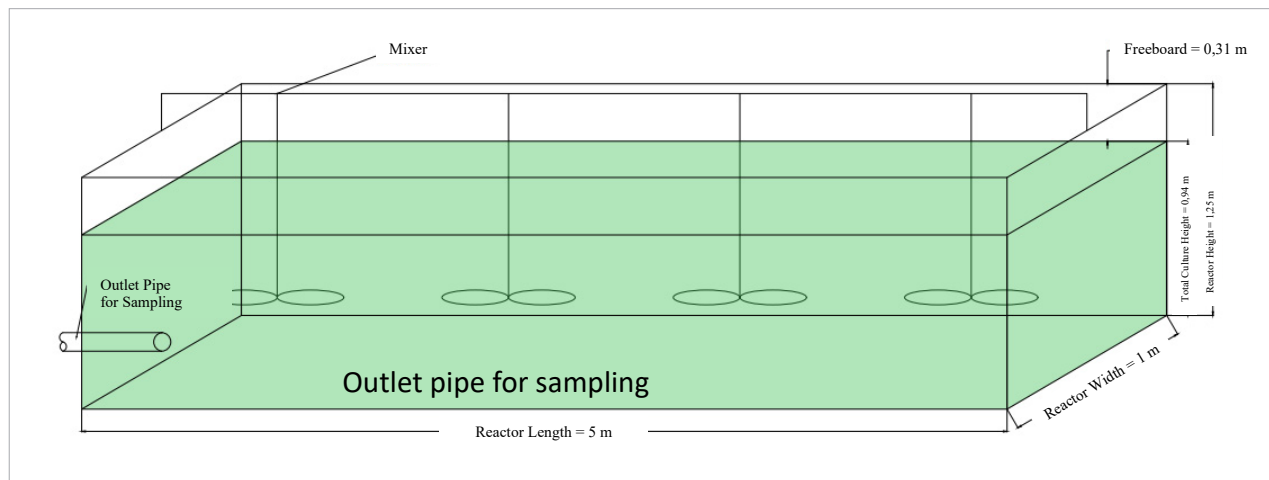 Mixer
Freeboard = 0,31 m
Total Culture Height = 0,94 m
Reactor Height = 1,25 m
Outlet Pipe
for Sampling
Outlet pipe for sampling
Reactor Width = 1 m
Reactor Length = 5 m